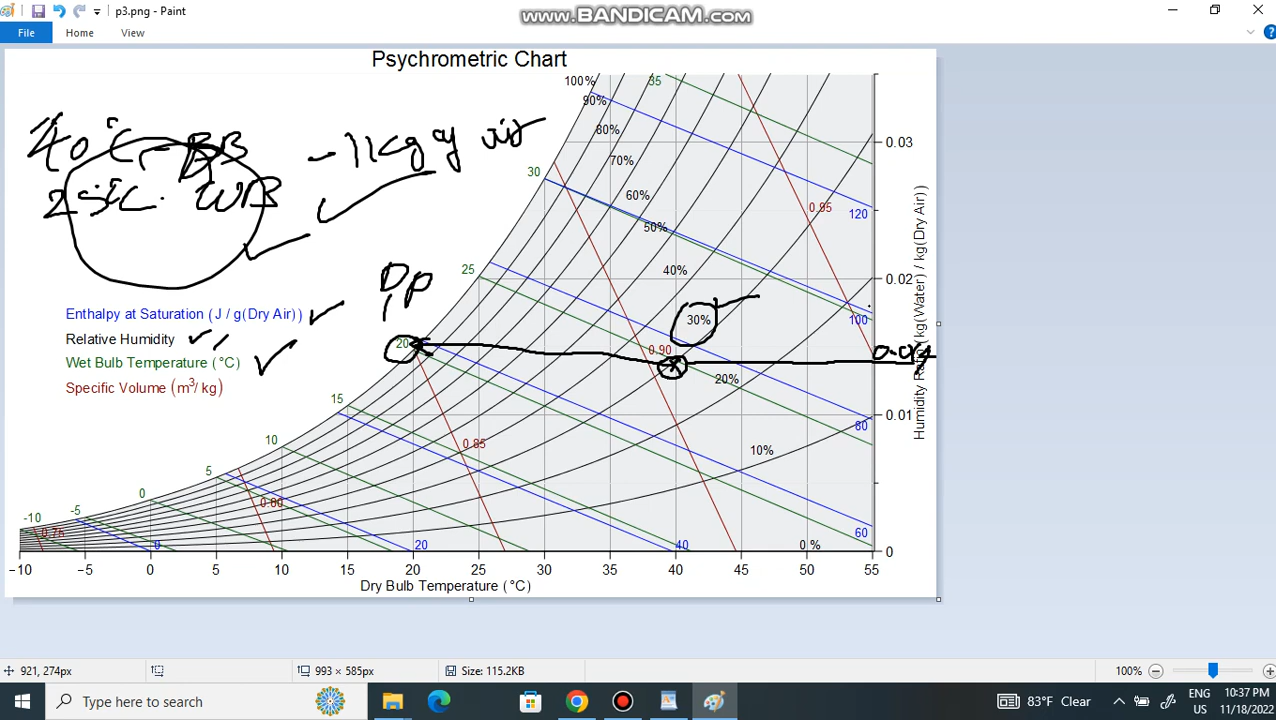 p3.png - Paint
www.BANDICAM.com
File
Home
View
Psychrometric Chart
40°C - DB - 1 kg of air
25°C. WB
DP
Enthalpy at Saturation (J / g(Dry Air))
Relative Humidity
Wet Bulb Temperature (°C)
Specific Volume (m³/ kg)
100%
90%
80%
70%
60%
50%
40%
30%
20%
10%
0 %
35
30
25
20
15
10
5
0
-5
-10
0.95
0.90
0.85
0.80
120
100
80
60
40
20
0
0.03
0.02
0.01
0
Humidity Ratio (kg(Water) / kg(Dry Air))
−10 −5 0 5 10 15 20 25 30 35 40 45 50 55
Dry Bulb Temperature (°C)
921, 274px
993 × 585px
Size: 115.2KB
100%
Type here to search
83°F Clear
ENG
US
10:37 PM
11/18/2022